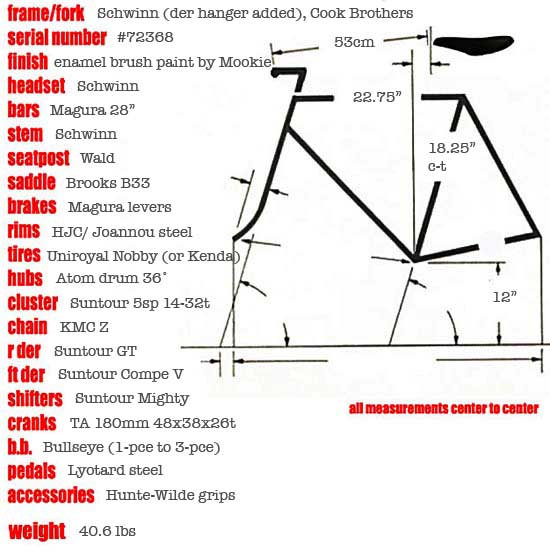 frame/fork Schwinn (der hanger added), Cook Brothers
serial number #72368
finish enamel brush paint by Mookie
headset Schwinn
bars Magura 28"
stem Schwinn
seatpost Wald
saddle Brooks B33
brakes Magura levers
rims HJC/ Joannou steel
tires Uniroyal Nobby (or Kenda)
hubs Atom drum 36°
cluster Suntour 5sp 14-32t
chain KMC Z
r der Suntour GT
ft der Suntour Compe V
shifters Suntour Mighty
cranks TA 180mm 48x38x26t
b.b. Bullseye (1-pce to 3-pce)
pedals Lyotard steel
accessories Hunte-Wilde grips
weight 40.6 lbs
53cm
22.75"
18.25"
c-t
12"
all measurements center to center